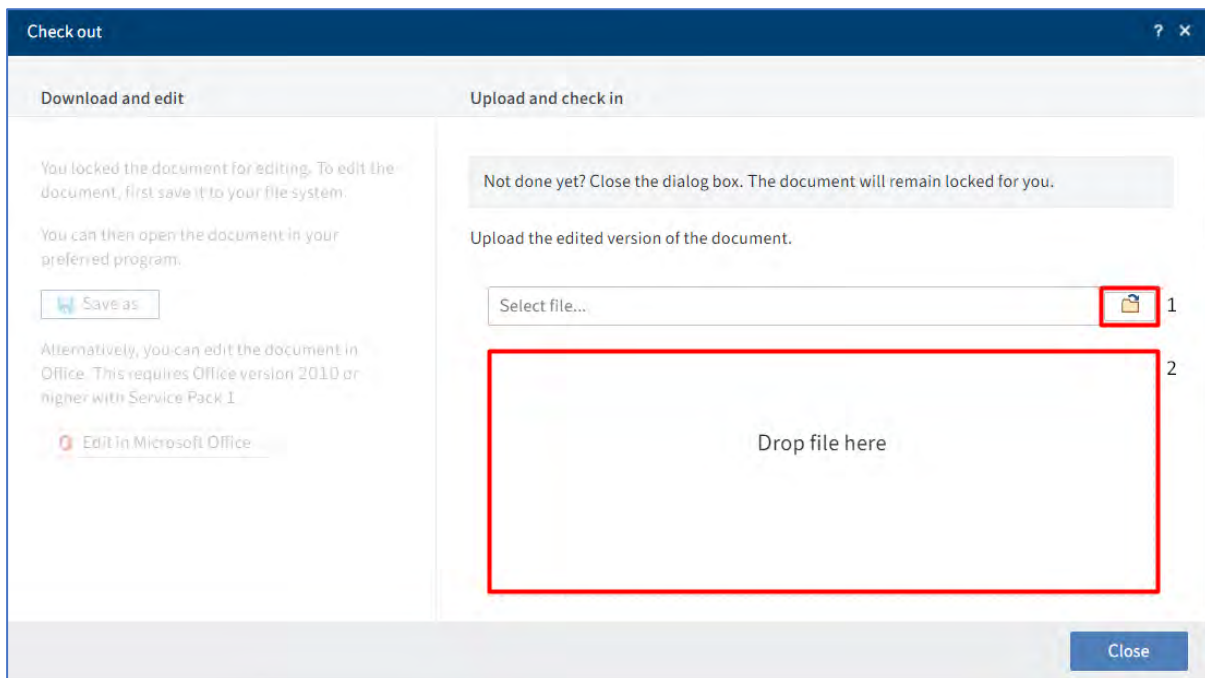 Check out
? ×
Download and edit
You locked the document for editing. To edit the
document, first save it to your file system.
You can then open the document in your
preferred program.
Save as
Alternatively, you can edit the document in
Office. This requires Office version 2010 or
higher with Service Pack 1.
Edit in Microsoft Office
Upload and check in
Not done yet? Close the dialog box. The document will remain locked for you.
Upload the edited version of the document.
Select file...
1
2
Drop file here
Close